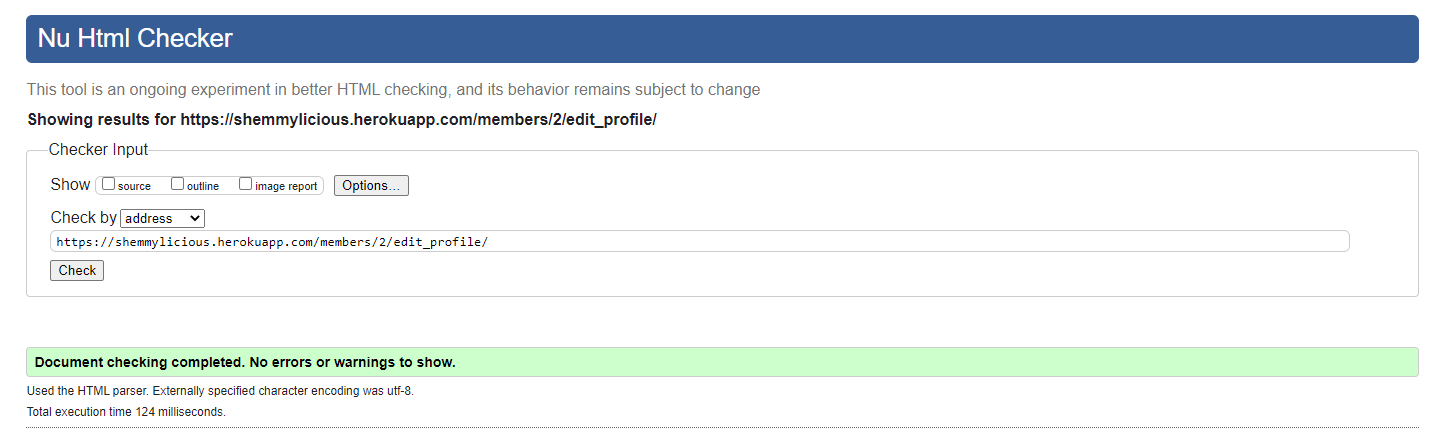 Nu Html Checker
This tool is an ongoing experiment in better HTML checking, and its behavior remains subject to change
Showing results for https://shemmylicious.herokuapp.com/members/2/edit_profile/
Checker Input
Show source outline image report Options...
Check by address
https://shemmylicious.herokuapp.com/members/2/edit_profile/
Check
Document checking completed. No errors or warnings to show.
Used the HTML parser. Externally specified character encoding was utf-8.
Total execution time 124 milliseconds.